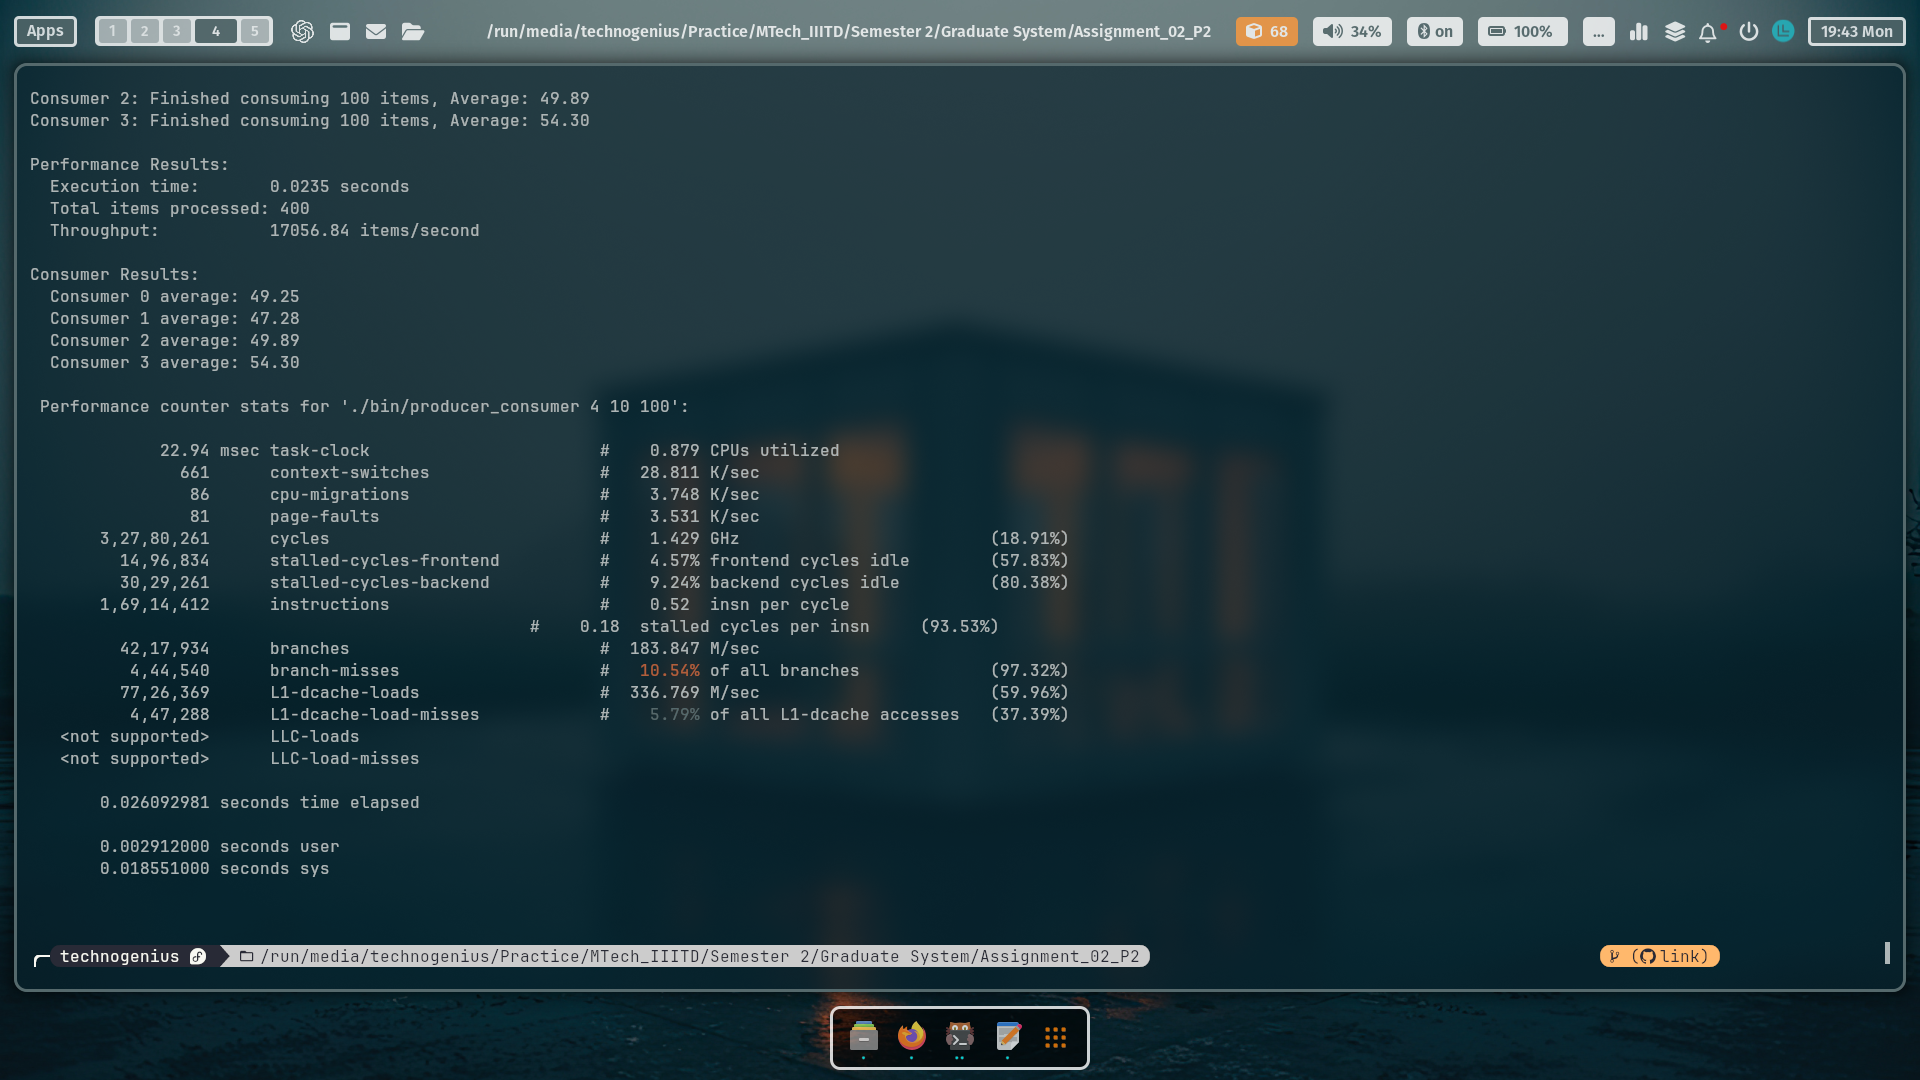 Apps 1 2 3 4 5 /run/media/technogenius/Practice/MTech_IIITD/Semester 2/Graduate System/Assignment_02_P2 68 34% on 100% ... 19:43 Mon
Consumer 2: Finished consuming 100 items, Average: 49.89
Consumer 3: Finished consuming 100 items, Average: 54.30
Performance Results:
Execution time: 0.0235 seconds
Total items processed: 400
Throughput: 17056.84 items/second
Consumer Results:
Consumer 0 average: 49.25
Consumer 1 average: 47.28
Consumer 2 average: 49.89
Consumer 3 average: 54.30
Performance counter stats for './bin/producer_consumer 4 10 100':
22.94 msec task-clock # 0.879 CPUs utilized
661 context-switches # 28.811 K/sec
86 cpu-migrations # 3.748 K/sec
81 page-faults # 3.531 K/sec
3,27,80,261 cycles # 1.429 GHz (18.91%)
14,96,834 stalled-cycles-frontend # 4.57% frontend cycles idle (57.83%)
30,29,261 stalled-cycles-backend # 9.24% backend cycles idle (80.38%)
1,69,14,412 instructions # 0.52 insn per cycle
# 0.18 stalled cycles per insn (93.53%)
42,17,934 branches # 183.847 M/sec
4,44,540 branch-misses # 10.54% of all branches (97.32%)
77,26,369 L1-dcache-loads # 336.769 M/sec (59.96%)
4,47,288 L1-dcache-load-misses # 5.79% of all L1-dcache accesses (37.39%)
<not supported> LLC-loads
<not supported> LLC-load-misses
0.026092981 seconds time elapsed
0.002912000 seconds user
0.018551000 seconds sys
technogenius /run/media/technogenius/Practice/MTech_IIITD/Semester 2/Graduate System/Assignment_02_P2 (link)